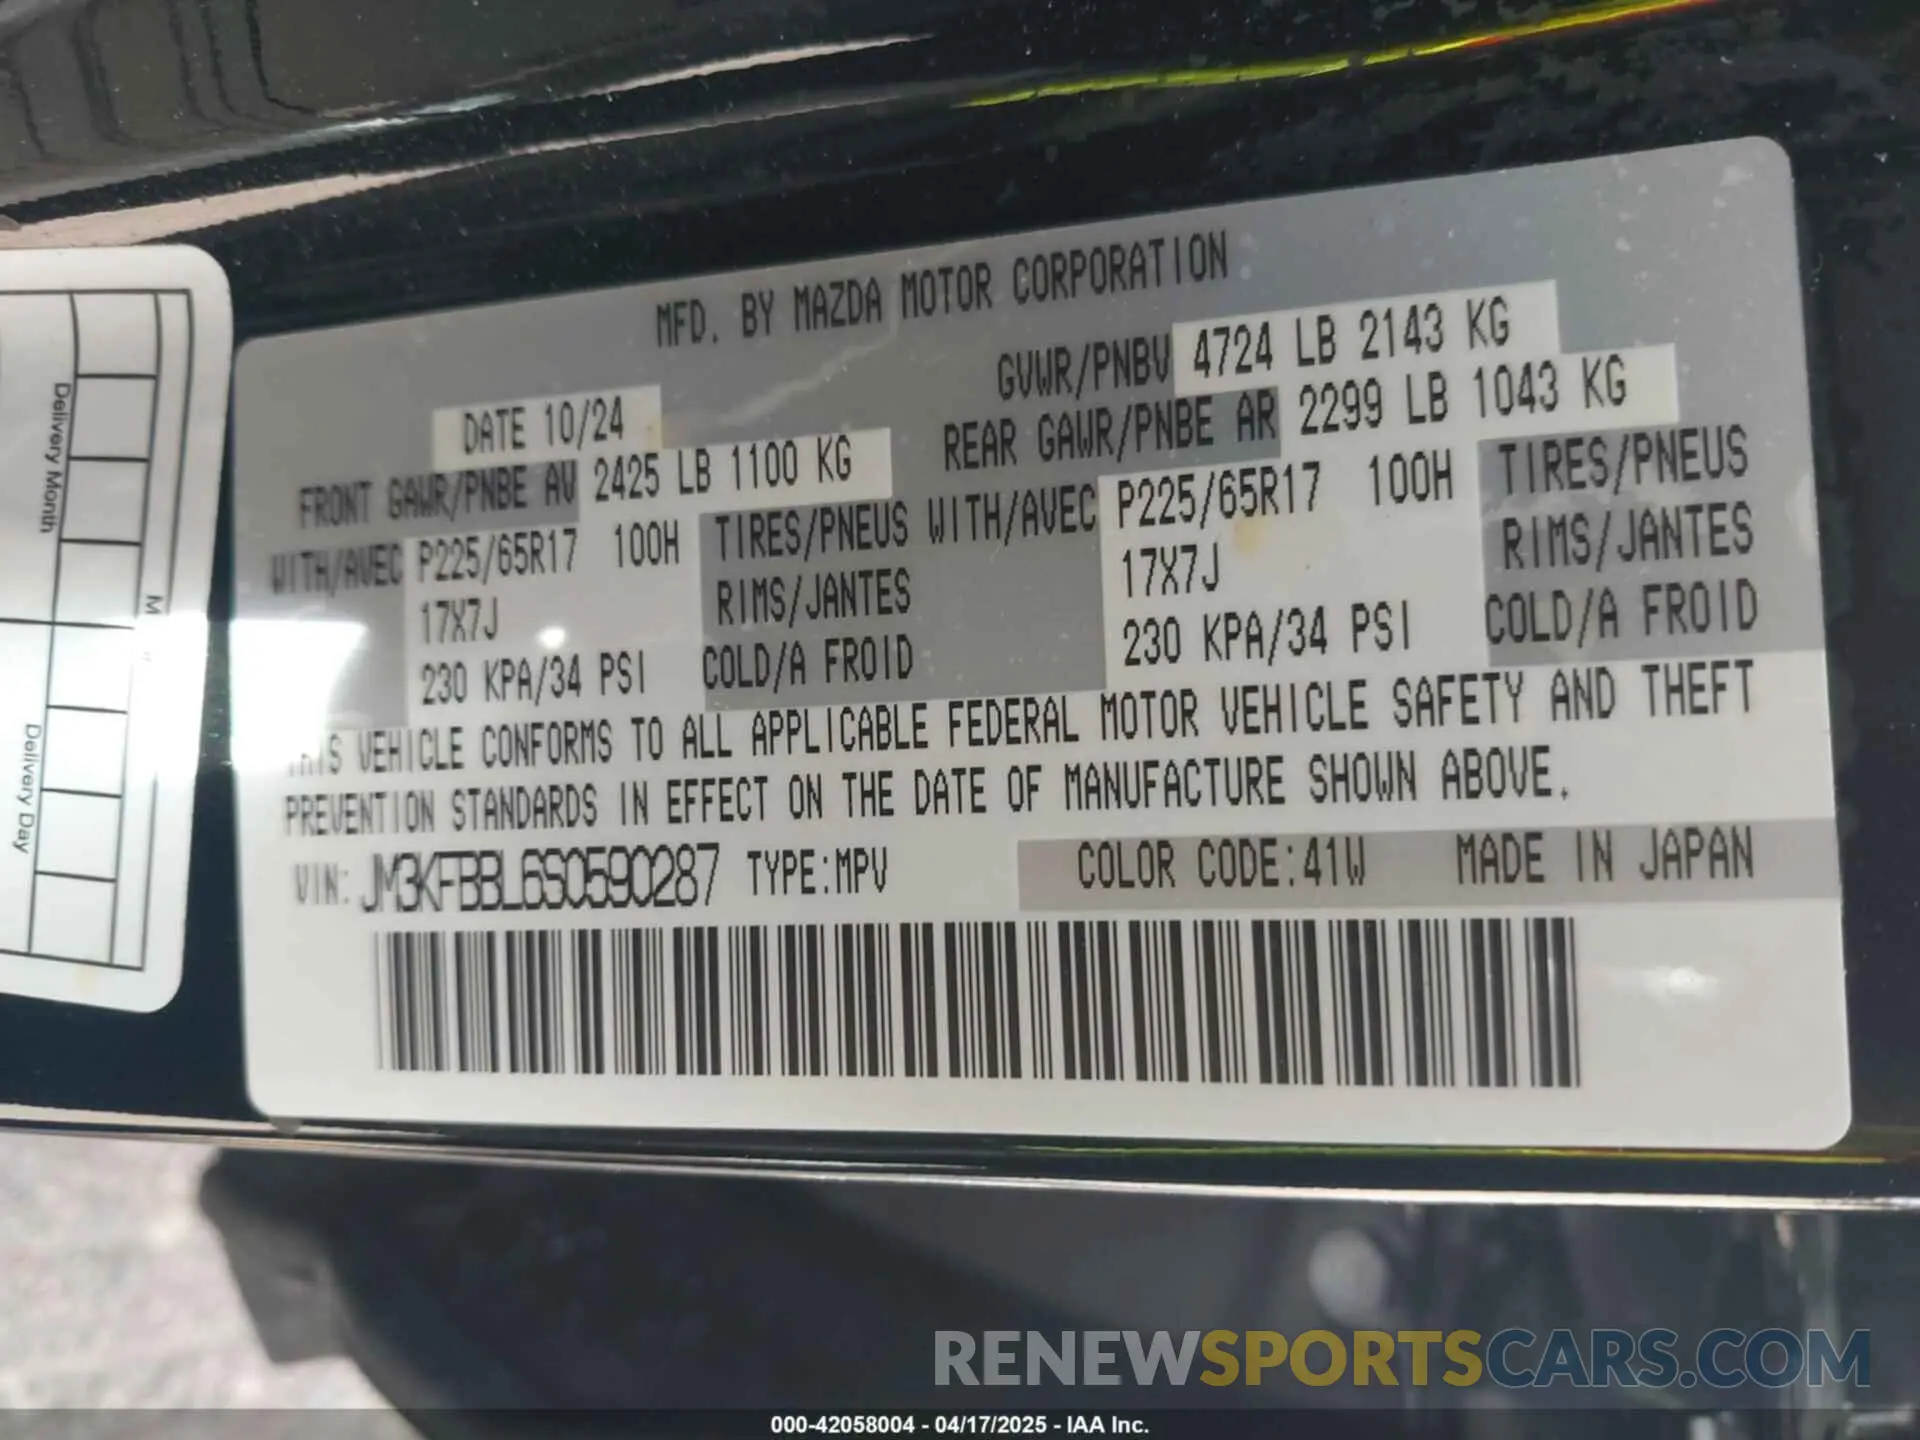 MFD. BY MAZDA MOTOR CORPORATION
GVWR/PNBV 4724 LB 2143 KG
DATE 10/24
REAR GAWR/PNBE AR 2299 LB 1043 KG
FRONT GAWR/PNBE AV 2425 LB 1100 KG
WITH/AVEC P225/65R17 100H TIRES/PNEUS WITH/AVEC P225/65R17 100H TIRES/PNEUS
17X7J RIMS/JANTES 17X7J RIMS/JANTES
230 KPA/34 PSI COLD/A FROID 230 KPA/34 PSI COLD/A FROID
THIS VEHICLE CONFORMS TO ALL APPLICABLE FEDERAL MOTOR VEHICLE SAFETY AND THEFT
PREVENTION STANDARDS IN EFFECT ON THE DATE OF MANUFACTURE SHOWN ABOVE.
VIN: JM3KFBBL6S0590287 TYPE:MPV COLOR CODE:41W MADE IN JAPAN
Delivery Month
Delivery Day
RENEWSPORTSCARS.COM
000-42058004 - 04/17/2025 - IAA Inc.